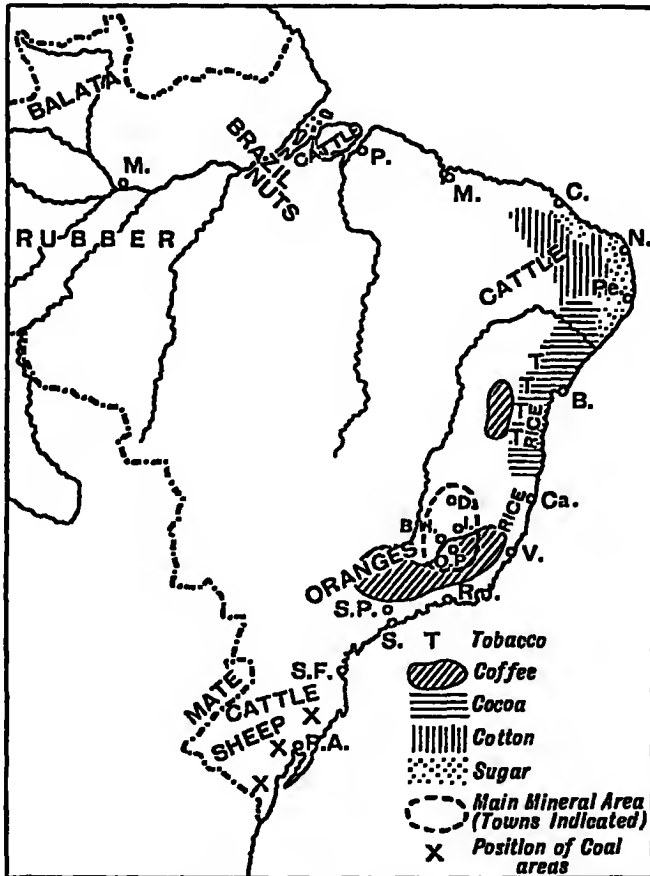 BALATA
BRAZIL
NUTS
CATTLE
M.
P.
M.
C.
RUBBER
N.
CATTLE
Pe.
T
T
B.
T
T
RICE
D.
Ca.
B.H.
I.I
RICE
O.P.
V.
ORANGES
R.
S.P.
S.
S.F.
MATE
CATTLE
SHEEP
X
X
P.A.
X
T Tobacco
Coffee
Cocoa
Cotton
Sugar
Main Mineral Area
(Towns Indicated)
X Position of Coal
areas